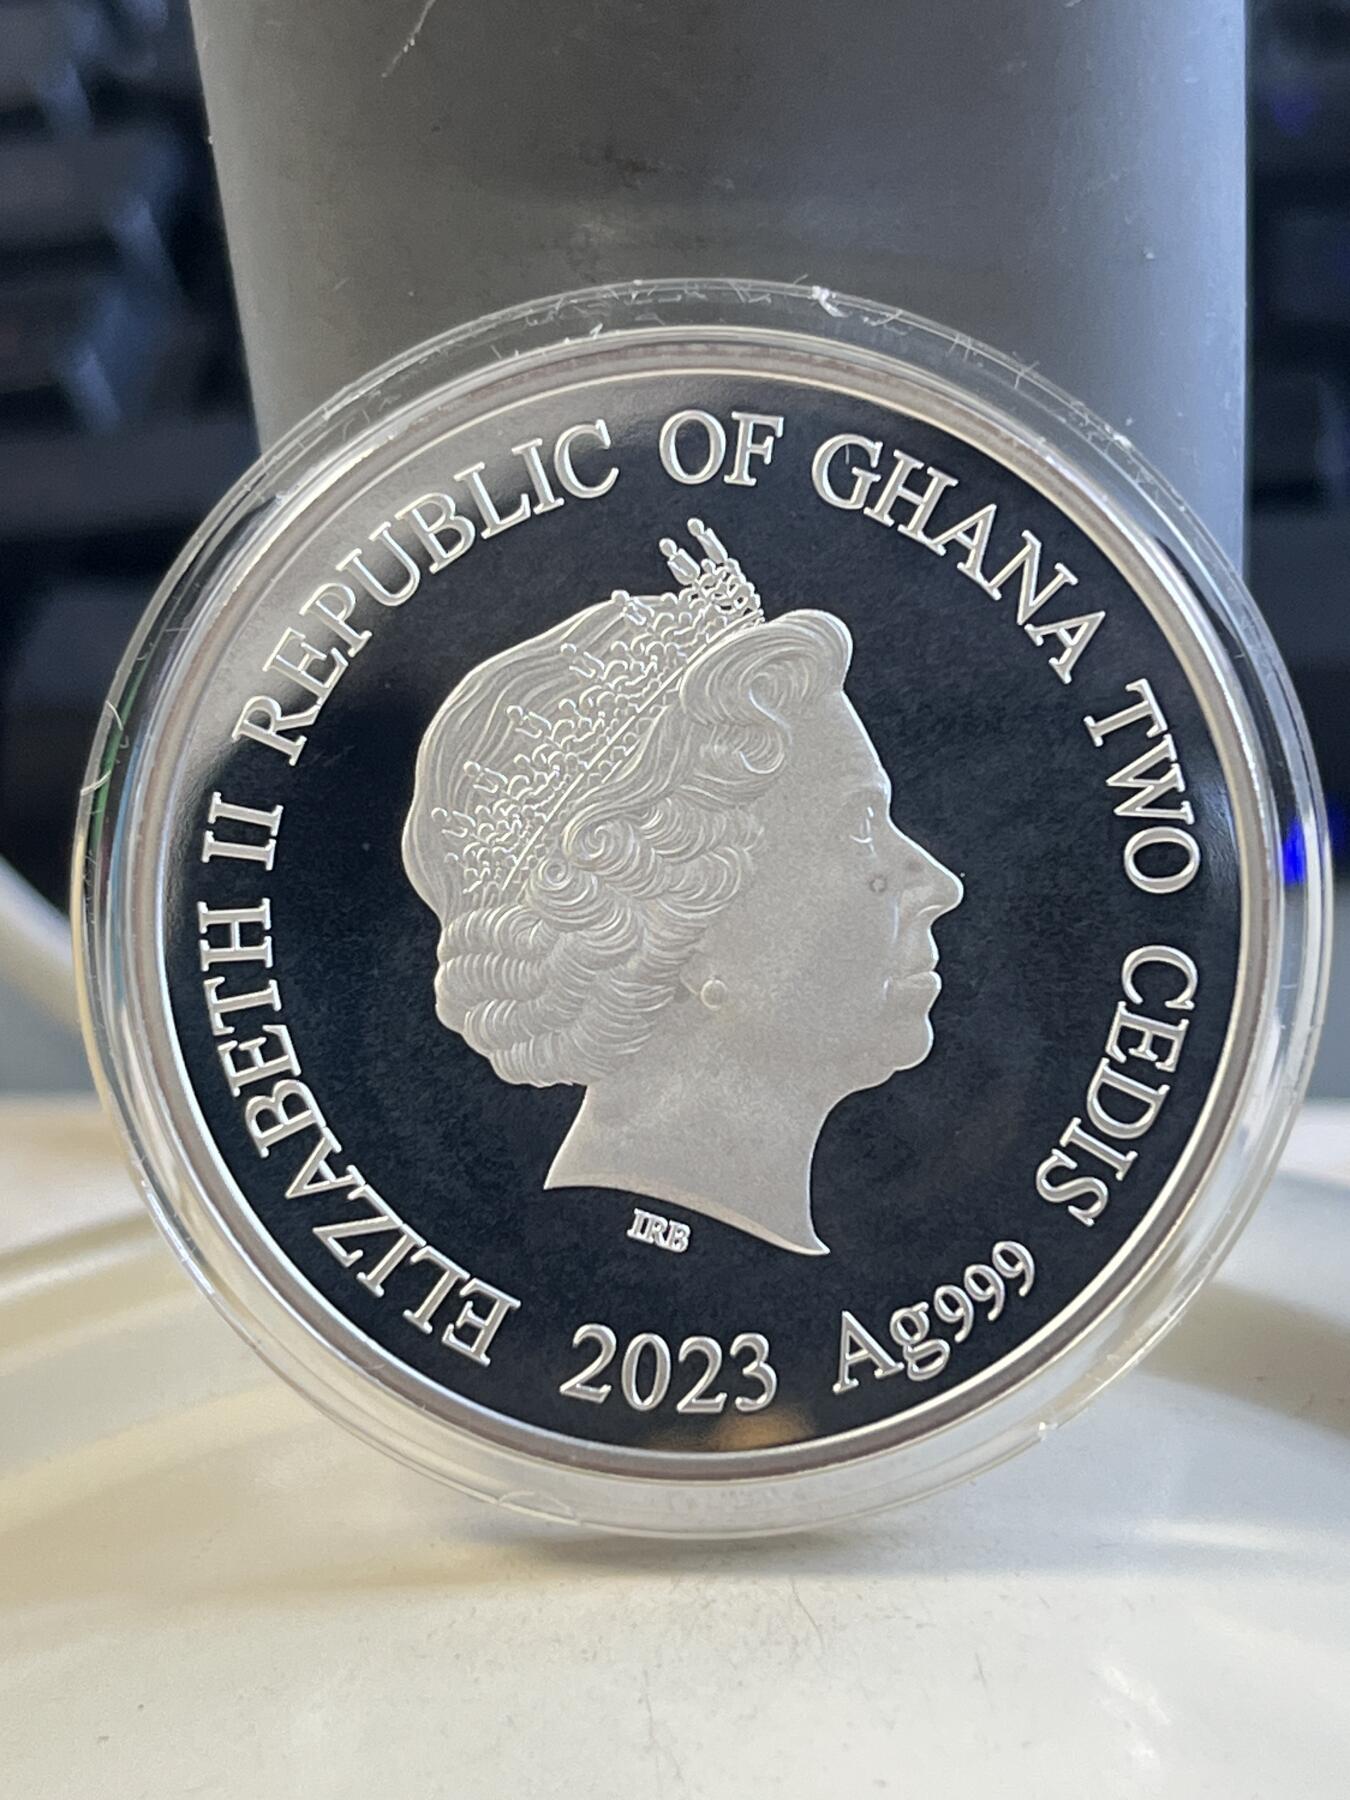 ELIZABETH II REPUBLIC OF GHANA TWO CEDIS
IRB
2023 Ag999